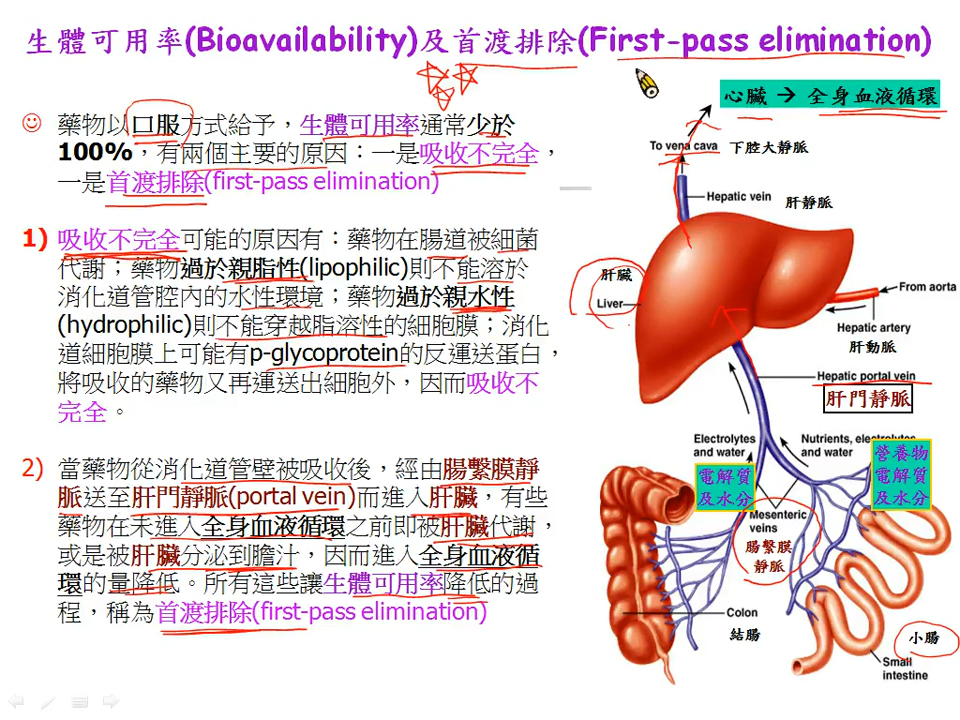 生體可用率(Bioavailability)及首渡排除(First-pass elimination)
藥物以口服方式給予，生體可用率通常少於
100%，有兩個主要的原因：一是吸收不完全，
一是首渡排除(first-pass elimination)
1) 吸收不完全可能的原因有：藥物在腸道被細菌
代謝；藥物過於親脂性(lipophilic)則不能溶於
消化道管腔內的水性環境；藥物過於親水性
(hydrophilic)則不能穿越脂溶性的細胞膜；消化
道細胞膜上可能有p-glycoprotein的反運送蛋白，
將吸收的藥物又再運送出細胞外，因而吸收不
完全。
2) 當藥物從消化道管壁被吸收後，經由腸繫膜靜
脈送至肝門靜脈(portal vein)而進入肝臟，有些
藥物在未進入全身血液循環之前即被肝臟代謝，
或是被肝臟分泌到膽汁，因而進入全身血液循
環的量降低。所有這些讓生體可用率降低的過
程，稱為首渡排除(first-pass elimination)
心臟 → 全身血液循環
To vena cava 下腔大靜脈
Hepatic vein 肝靜脈
肝臟
Liver
From aorta
Hepatic artery
肝動脈
Hepatic portal vein
肝門靜脈
Electrolytes
and water
電解質
及水分
Nutrients, electrolytes
and water
營養物
電解質
及水分
Mesenteric
veins
腸繫膜
靜脈
Colon
結腸
小腸
Small
intestine